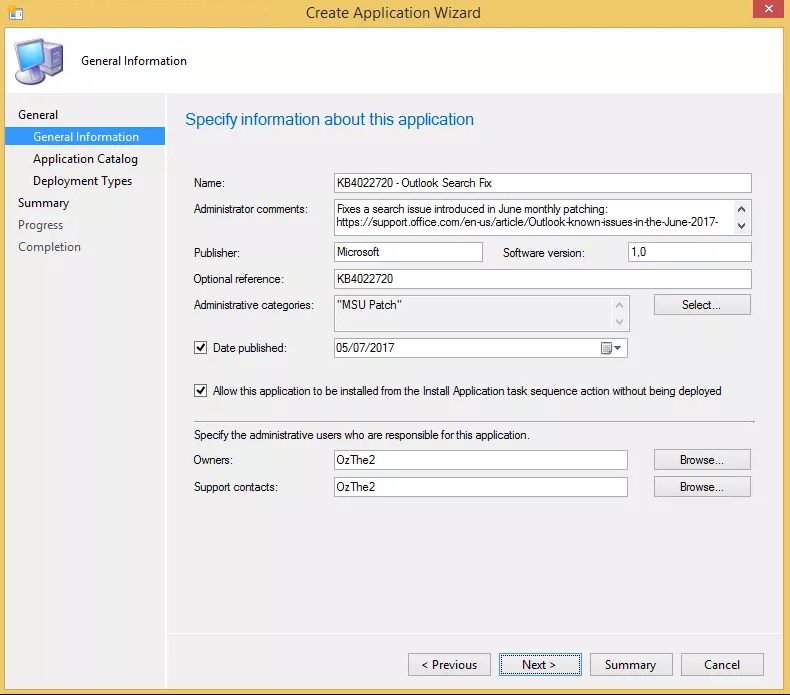 Create Application Wizard
General Information
General
General Information
Application Catalog
Deployment Types
Summary
Progress
Completion
Specify information about this application
Name: KB4022720 - Outlook Search Fix
Administrator comments: Fixes a search issue introduced in June monthly patching:
https://support.office.com/en-us/article/Outlook-known-issues-in-the-June-2017-
Publisher: Microsoft Software version: 1,0
Optional reference: KB4022720
Administrative categories: "MSU Patch" Select...
Date published: 05/07/2017
Allow this application to be installed from the Install Application task sequence action without being deployed
Specify the administrative users who are responsible for this application.
Owners: OzThe2 Browse...
Support contacts: OzThe2 Browse...
< Previous Next > Summary Cancel